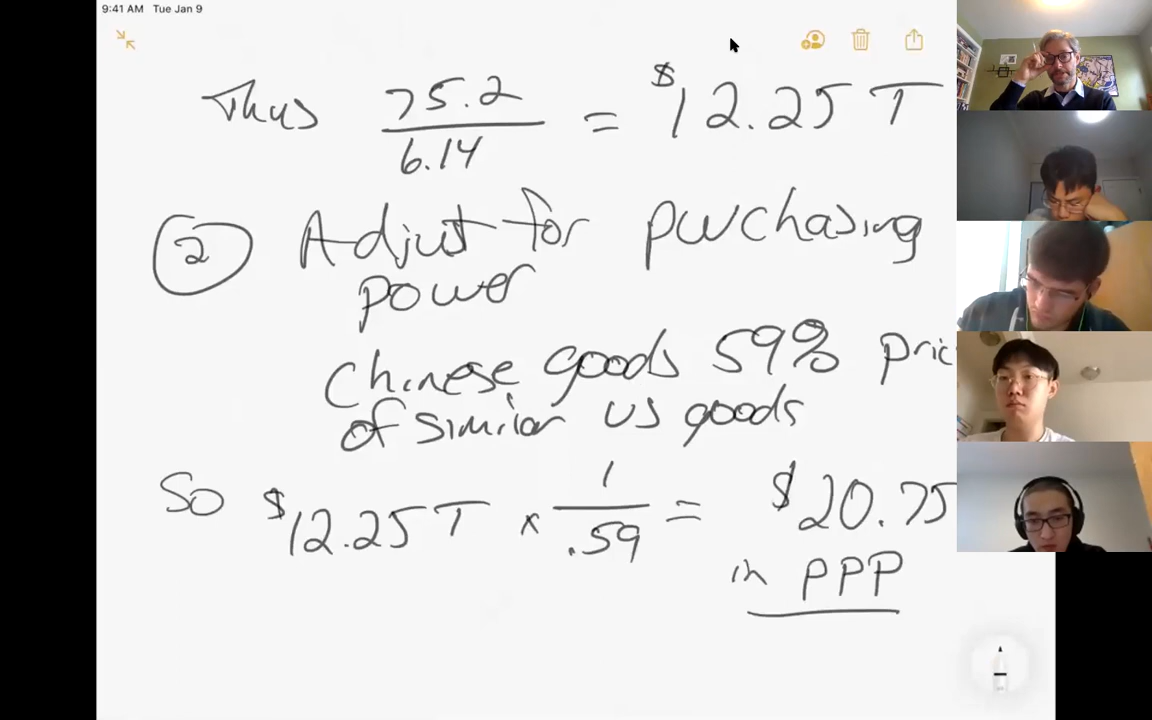 9:41 AM Tue Jan 9
Thus 75.2 / 6.14 = $12.25 T
② Adjust for purchasing
power
Chinese goods 59% pric
of similar US goods
So $12.25 T × 1 / .59 = $20.75
in PPP